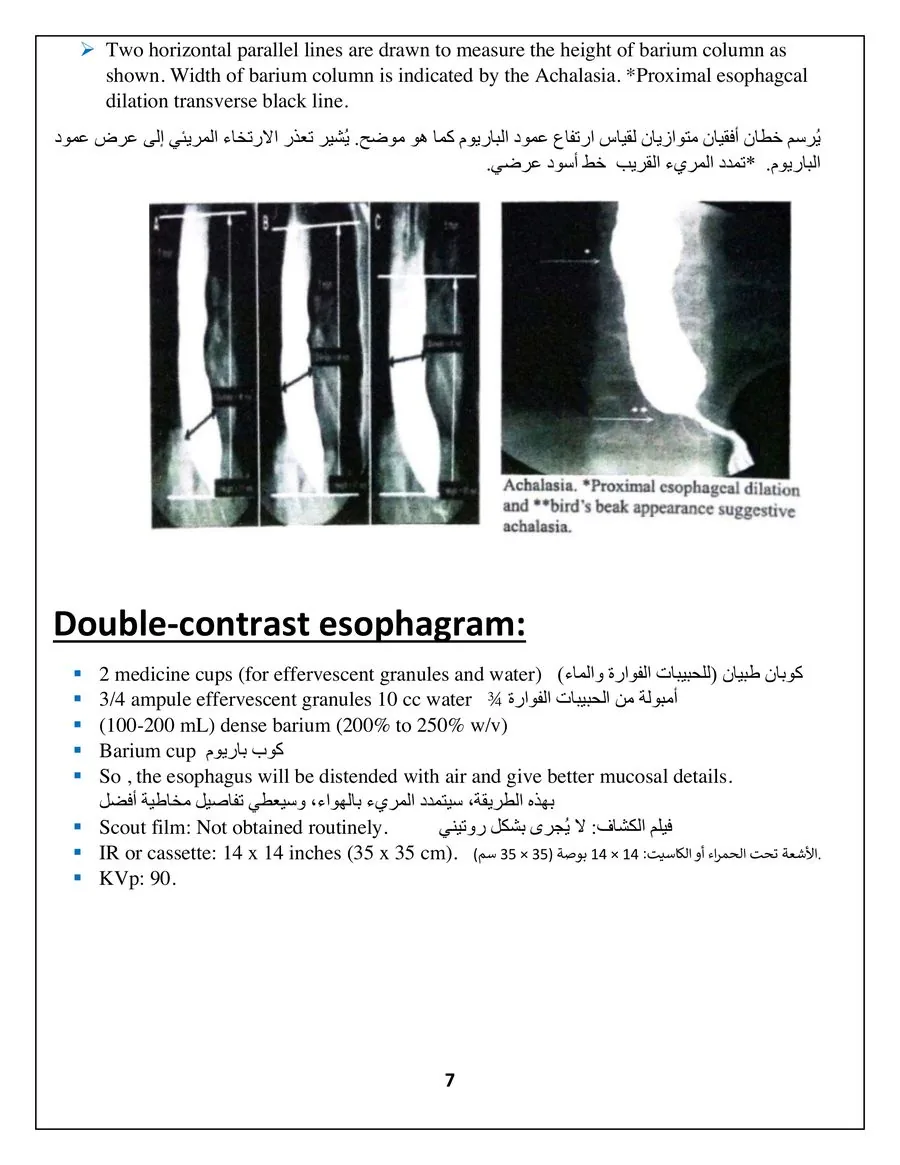 ➢ Two horizontal parallel lines are drawn to measure the height of barium column as
shown. Width of barium column is indicated by the Achalasia. *Proximal esophagcal
dilation transverse black line.
يُرسم خطان أفقيان متوازيان لقياس ارتفاع عمود الباريوم كما هو موضح. يُشير تعذر الارتخاء المريئي إلى عرض عمود
الباريوم. *تمدد المريء القريب خط أسود عرضي.
A B C
* 
**
Achalasia. *Proximal esophageal dilation
and **bird's beak appearance suggestive
achalasia.
Double-contrast esophagram:
▪ 2 medicine cups (for effervescent granules and water) كوبان طبيان (للحبيبات الفوارة والماء)
▪ 3/4 ampule effervescent granules 10 cc water ¾ أمبولة من الحبيبات الفوارة
▪ (100-200 mL) dense barium (200% to 250% w/v)
▪ Barium cup كوب باريوم
▪ So , the esophagus will be distended with air and give better mucosal details.
بهذه الطريقة، سيتمدد المريء بالهواء، وسيعطي تفاصيل مخاطية أفضل
▪ Scout film: Not obtained routinely. فيلم الكشاف: لا يُجرى بشكل روتيني
▪ IR or cassette: 14 x 14 inches (35 x 35 cm). الأشعة تحت الحمراء أو الكاسيت: 14 × 14 بوصة (35 × 35 سم).
▪ KVp: 90.
7